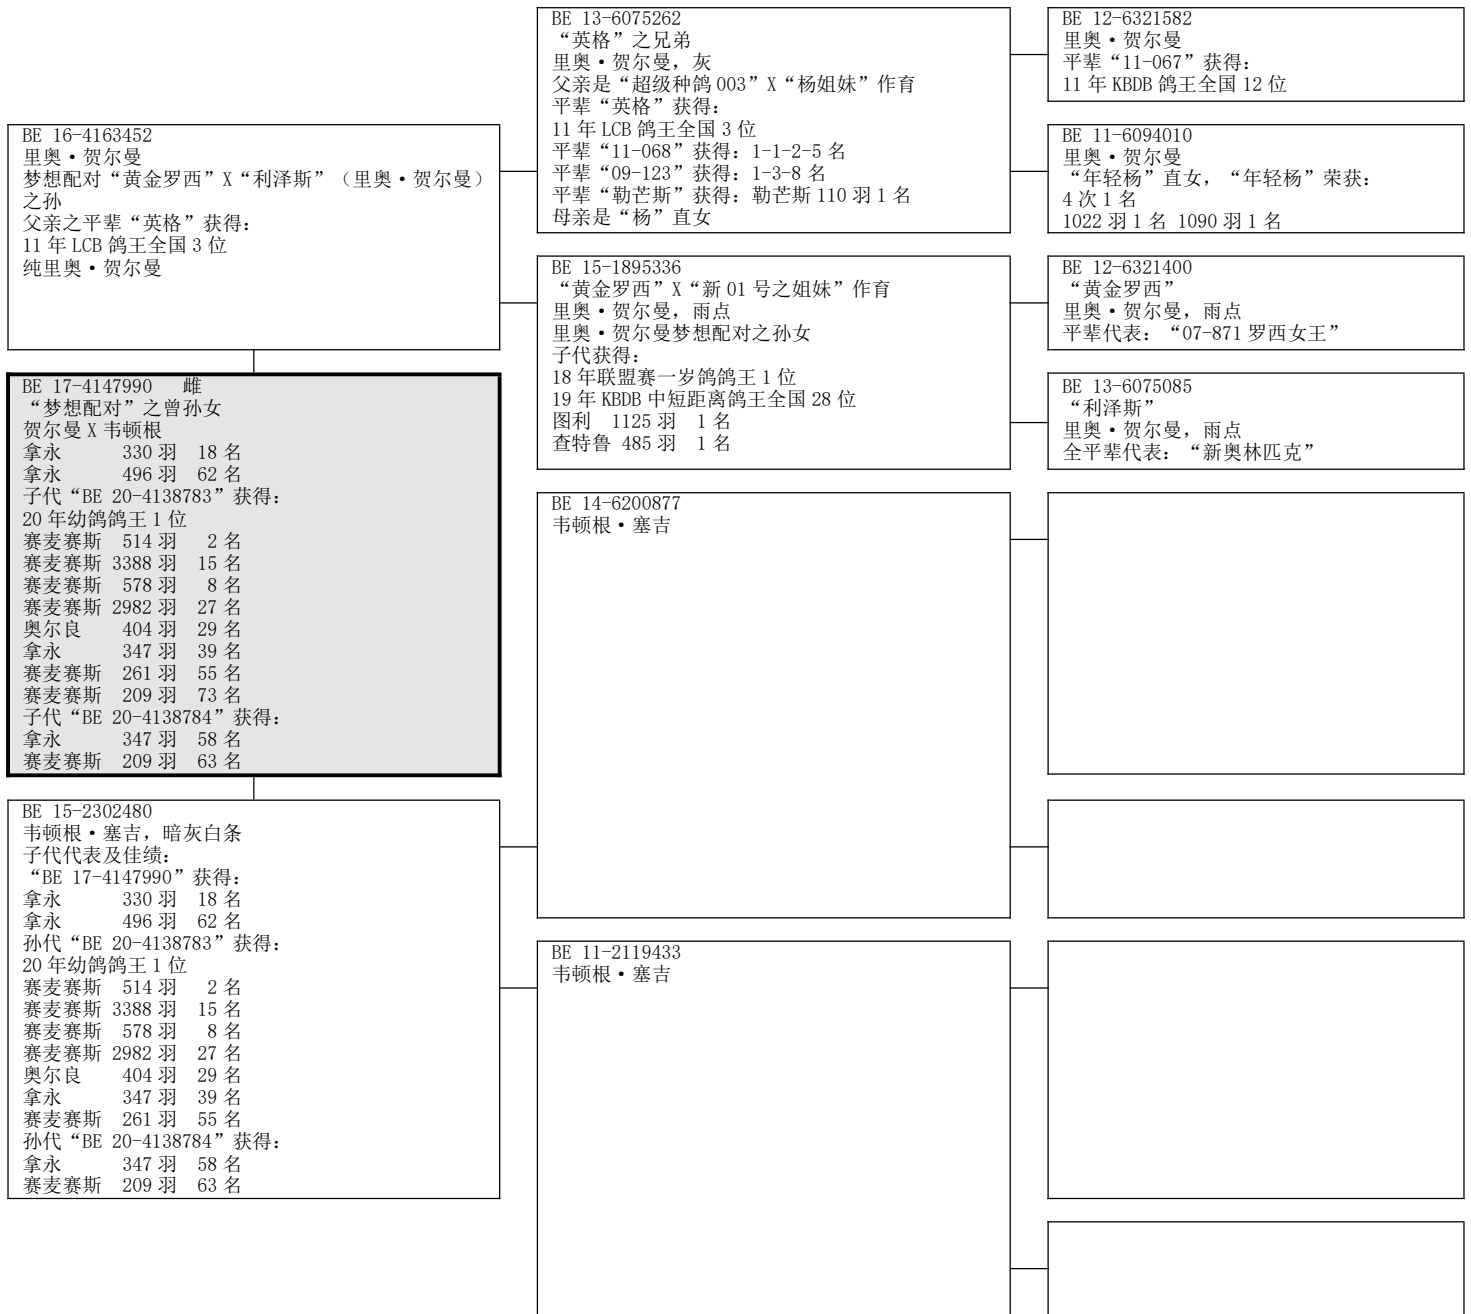 BE 16-4163452
里奥·贺尔曼
梦想配对“黄金罗西”X“利泽斯”（里奥·贺尔曼）
之孙
父亲之平辈“英格”获得：
11 年 LCB 鸽王全国 3 位
纯里奥·贺尔曼
BE 17-4147990 雌
“梦想配对”之曾孙女
贺尔曼 X 韦顿根
拿永 330 羽 18 名
拿永 496 羽 62 名
子代“BE 20-4138783”获得：
20 年幼鸽鸽王 1 位
赛麦赛斯 514 羽 2 名
赛麦赛斯 3388 羽 15 名
赛麦赛斯 578 羽 8 名
赛麦赛斯 2982 羽 27 名
奥尔良 404 羽 29 名
拿永 347 羽 39 名
赛麦赛斯 261 羽 55 名
赛麦赛斯 209 羽 73 名
子代“BE 20-4138784”获得：
拿永 347 羽 58 名
赛麦赛斯 209 羽 63 名
BE 15-2302480
韦顿根·塞吉，暗灰白条
子代代表及佳绩：
“BE 17-4147990”获得：
拿永 330 羽 18 名
拿永 496 羽 62 名
孙代“BE 20-4138783”获得：
20 年幼鸽鸽王 1 位
赛麦赛斯 514 羽 2 名
赛麦赛斯 3388 羽 15 名
赛麦赛斯 578 羽 8 名
赛麦赛斯 2982 羽 27 名
奥尔良 404 羽 29 名
拿永 347 羽 39 名
赛麦赛斯 261 羽 55 名
孙代“BE 20-4138784”获得：
拿永 347 羽 58 名
赛麦赛斯 209 羽 63 名
BE 13-6075262
“英格”之兄弟
里奥·贺尔曼，灰
父亲是“超级种鸽 003”X“杨姐妹”作育
平辈“英格”获得：
11 年 LCB 鸽王全国 3 位
平辈“11-068”获得：1-1-2-5 名
平辈“09-123”获得：1-3-8 名
平辈“勒芒斯”获得：勒芒斯 110 羽 1 名
母亲是“杨”直女
BE 15-1895336
“黄金罗西”X“新 01 号之姐妹”作育
里奥·贺尔曼，雨点
里奥·贺尔曼梦想配对之孙女
子代获得：
18 年联盟赛一岁鸽鸽王 1 位
19 年 KBDB 中短距离鸽王全国 28 位
图利 1125 羽 1 名
查特鲁 485 羽 1 名
BE 14-6200877
韦顿根·塞吉
BE 11-2119433
韦顿根·塞吉
BE 12-6321582
里奥·贺尔曼
平辈“11-067”获得：
11 年 KBDB 鸽王全国 12 位
BE 11-6094010
里奥·贺尔曼
“年轻杨”直女，“年轻杨”荣获：
4 次 1 名
1022 羽 1 名 1090 羽 1 名
BE 12-6321400
“黄金罗西”
里奥·贺尔曼，雨点
平辈代表：“07-871 罗西女王”
BE 13-6075085
“利泽斯”
里奥·贺尔曼，雨点
全平辈代表：“新奥林匹克”